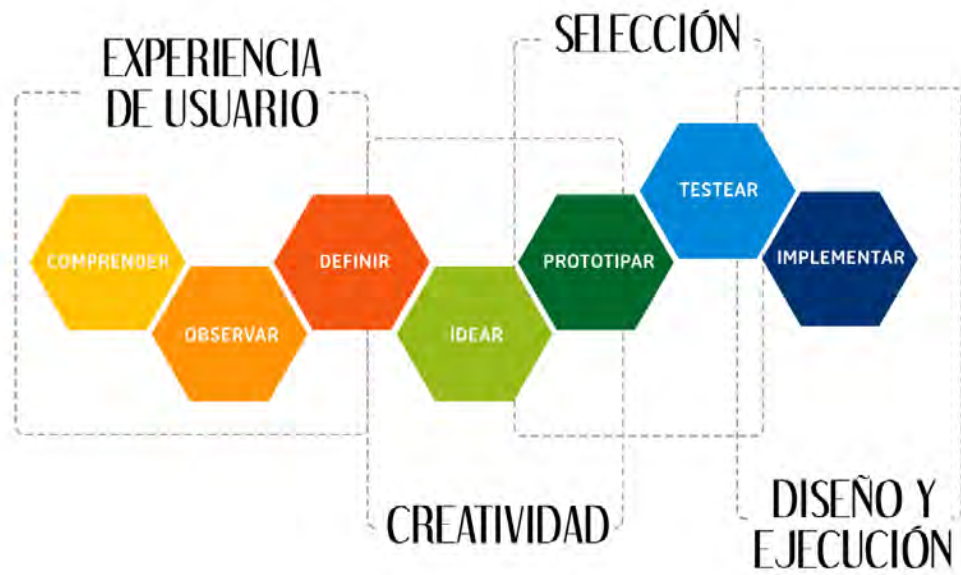 EXPERIENCIA
DE USUARIO
SELECCIÓN
COMPRENDER
OBSERVAR
DEFINIR
IDEAR
PROTOTIPAR
TESTEAR
IMPLEMENTAR
CREATIVIDAD
DISEÑO Y
EJECUCIÓN